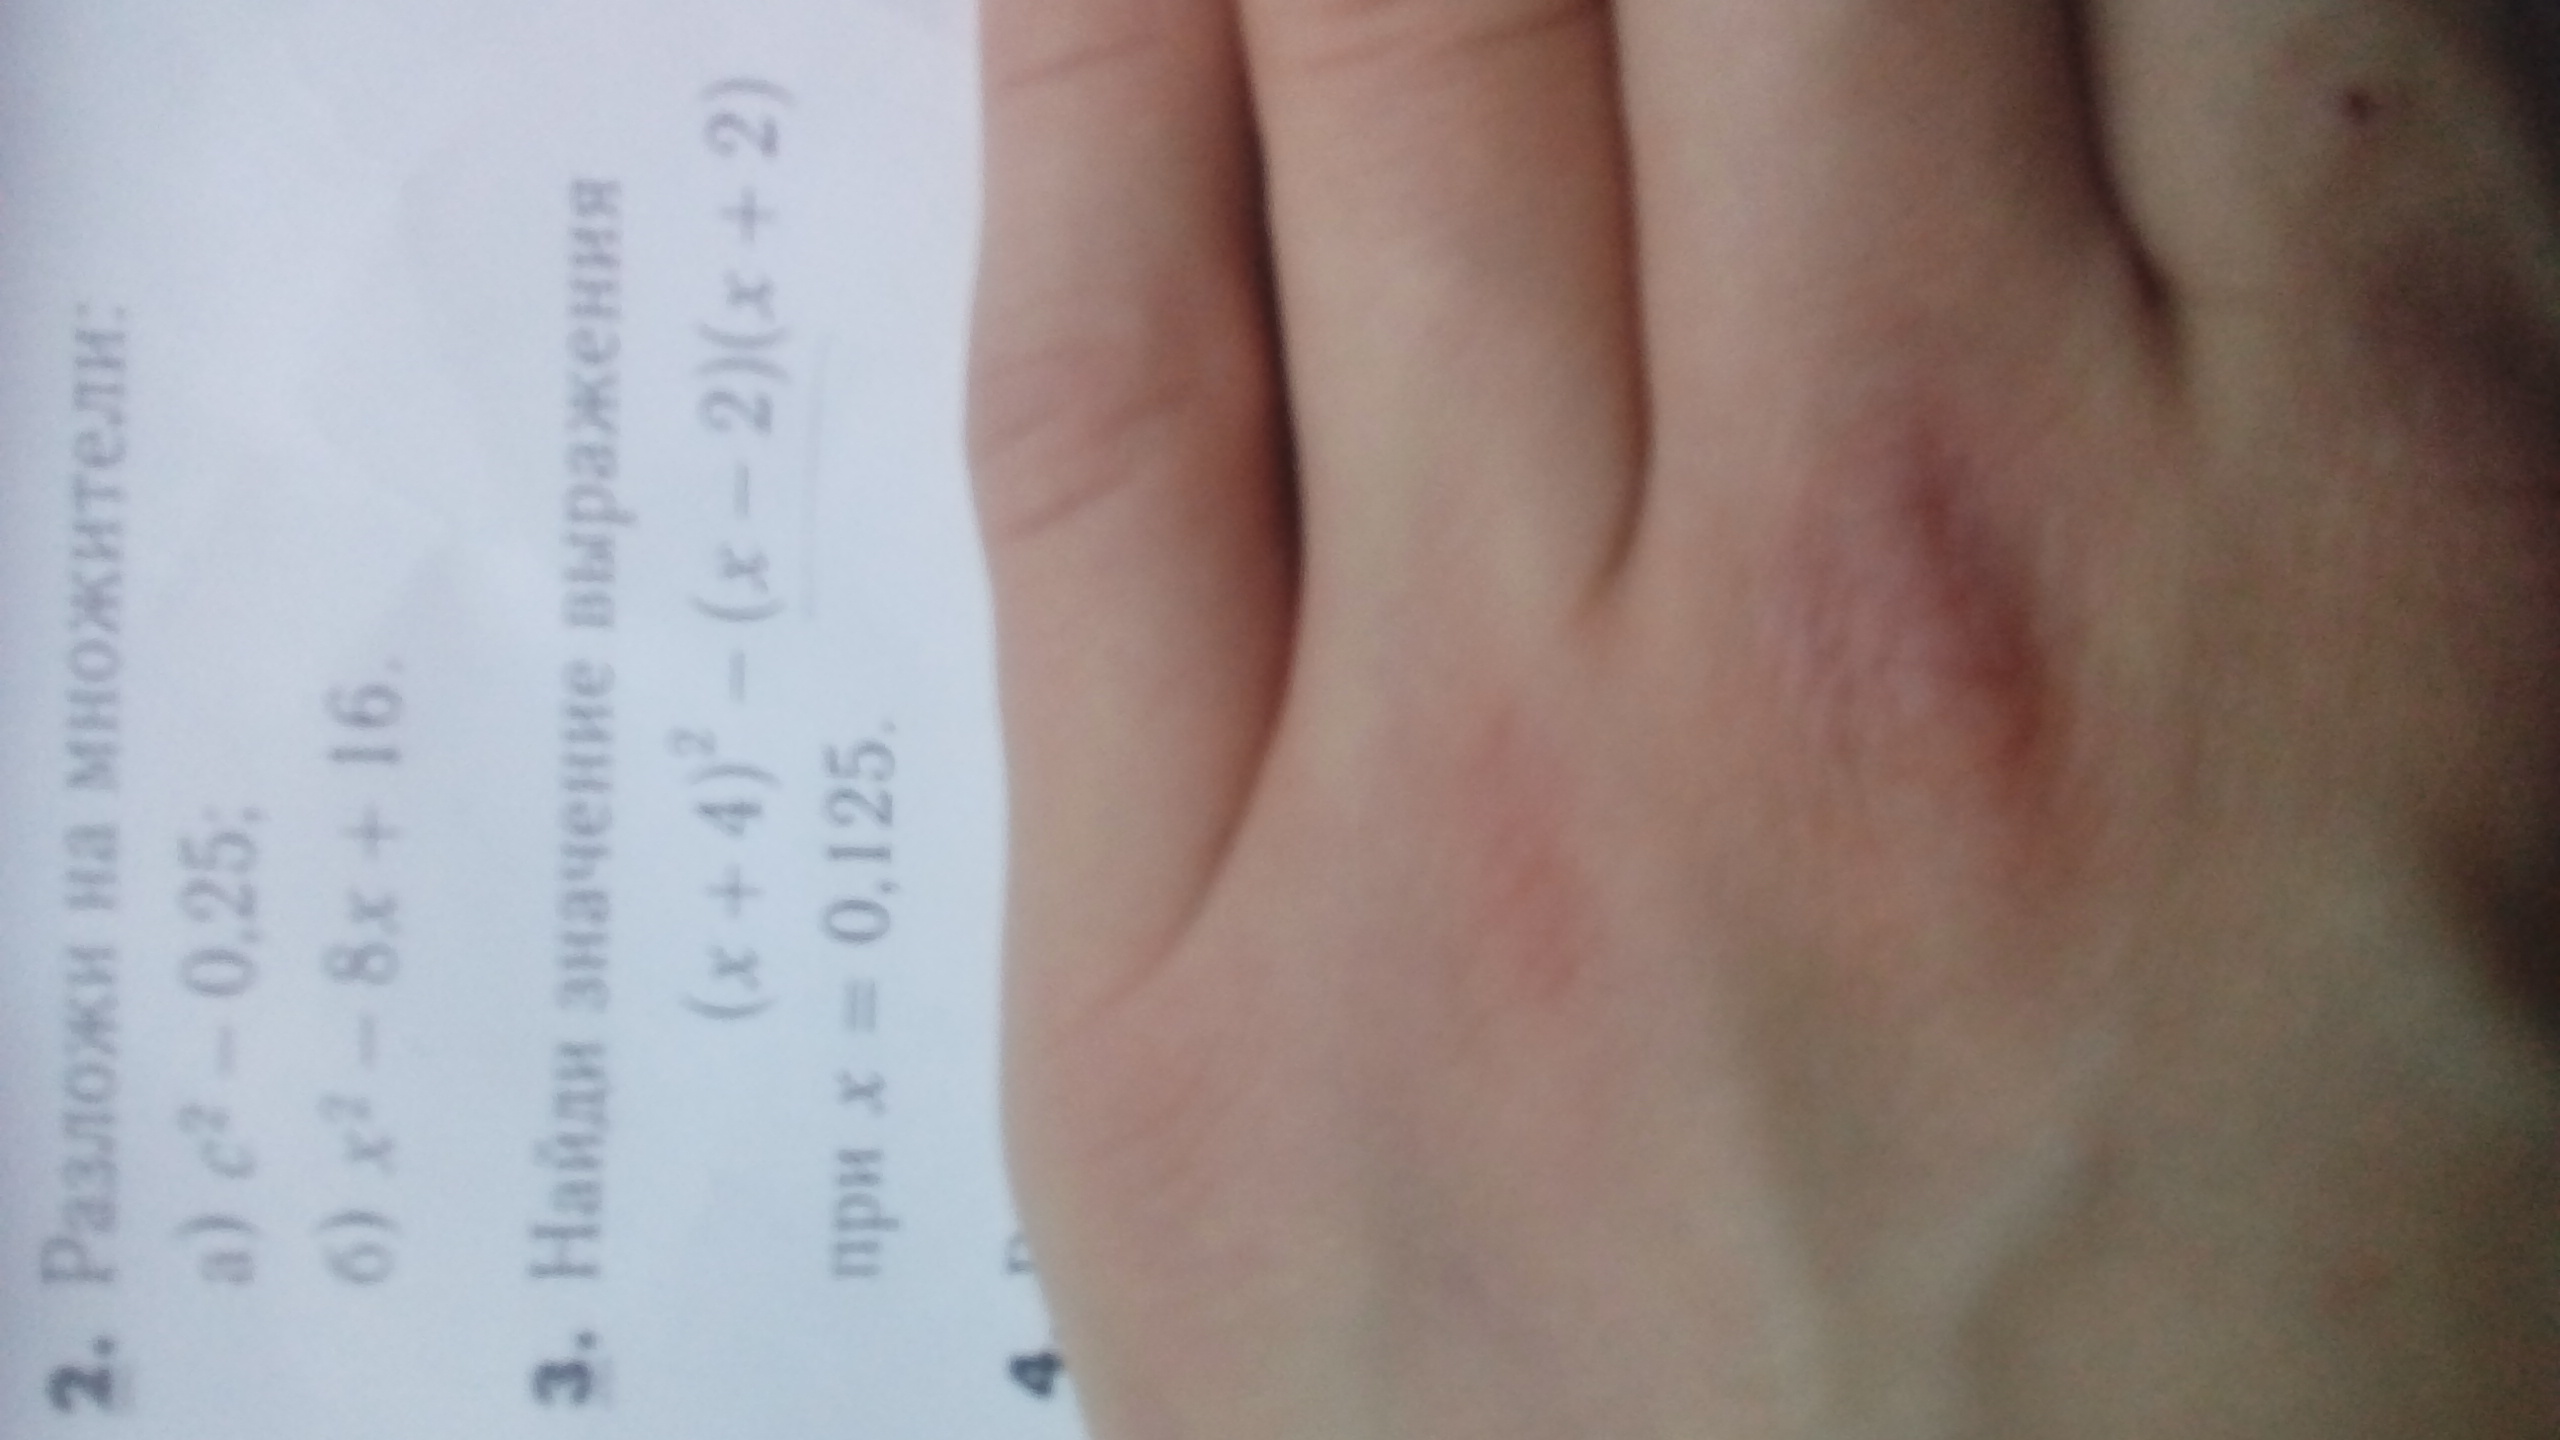 2. Разложи на множители:
а) c² − 0,25;
б) x² − 8x + 16.
3. Найди значение выражения
(x + 4)² − (x − 2)(x + 2)
при x = 0,125.
4